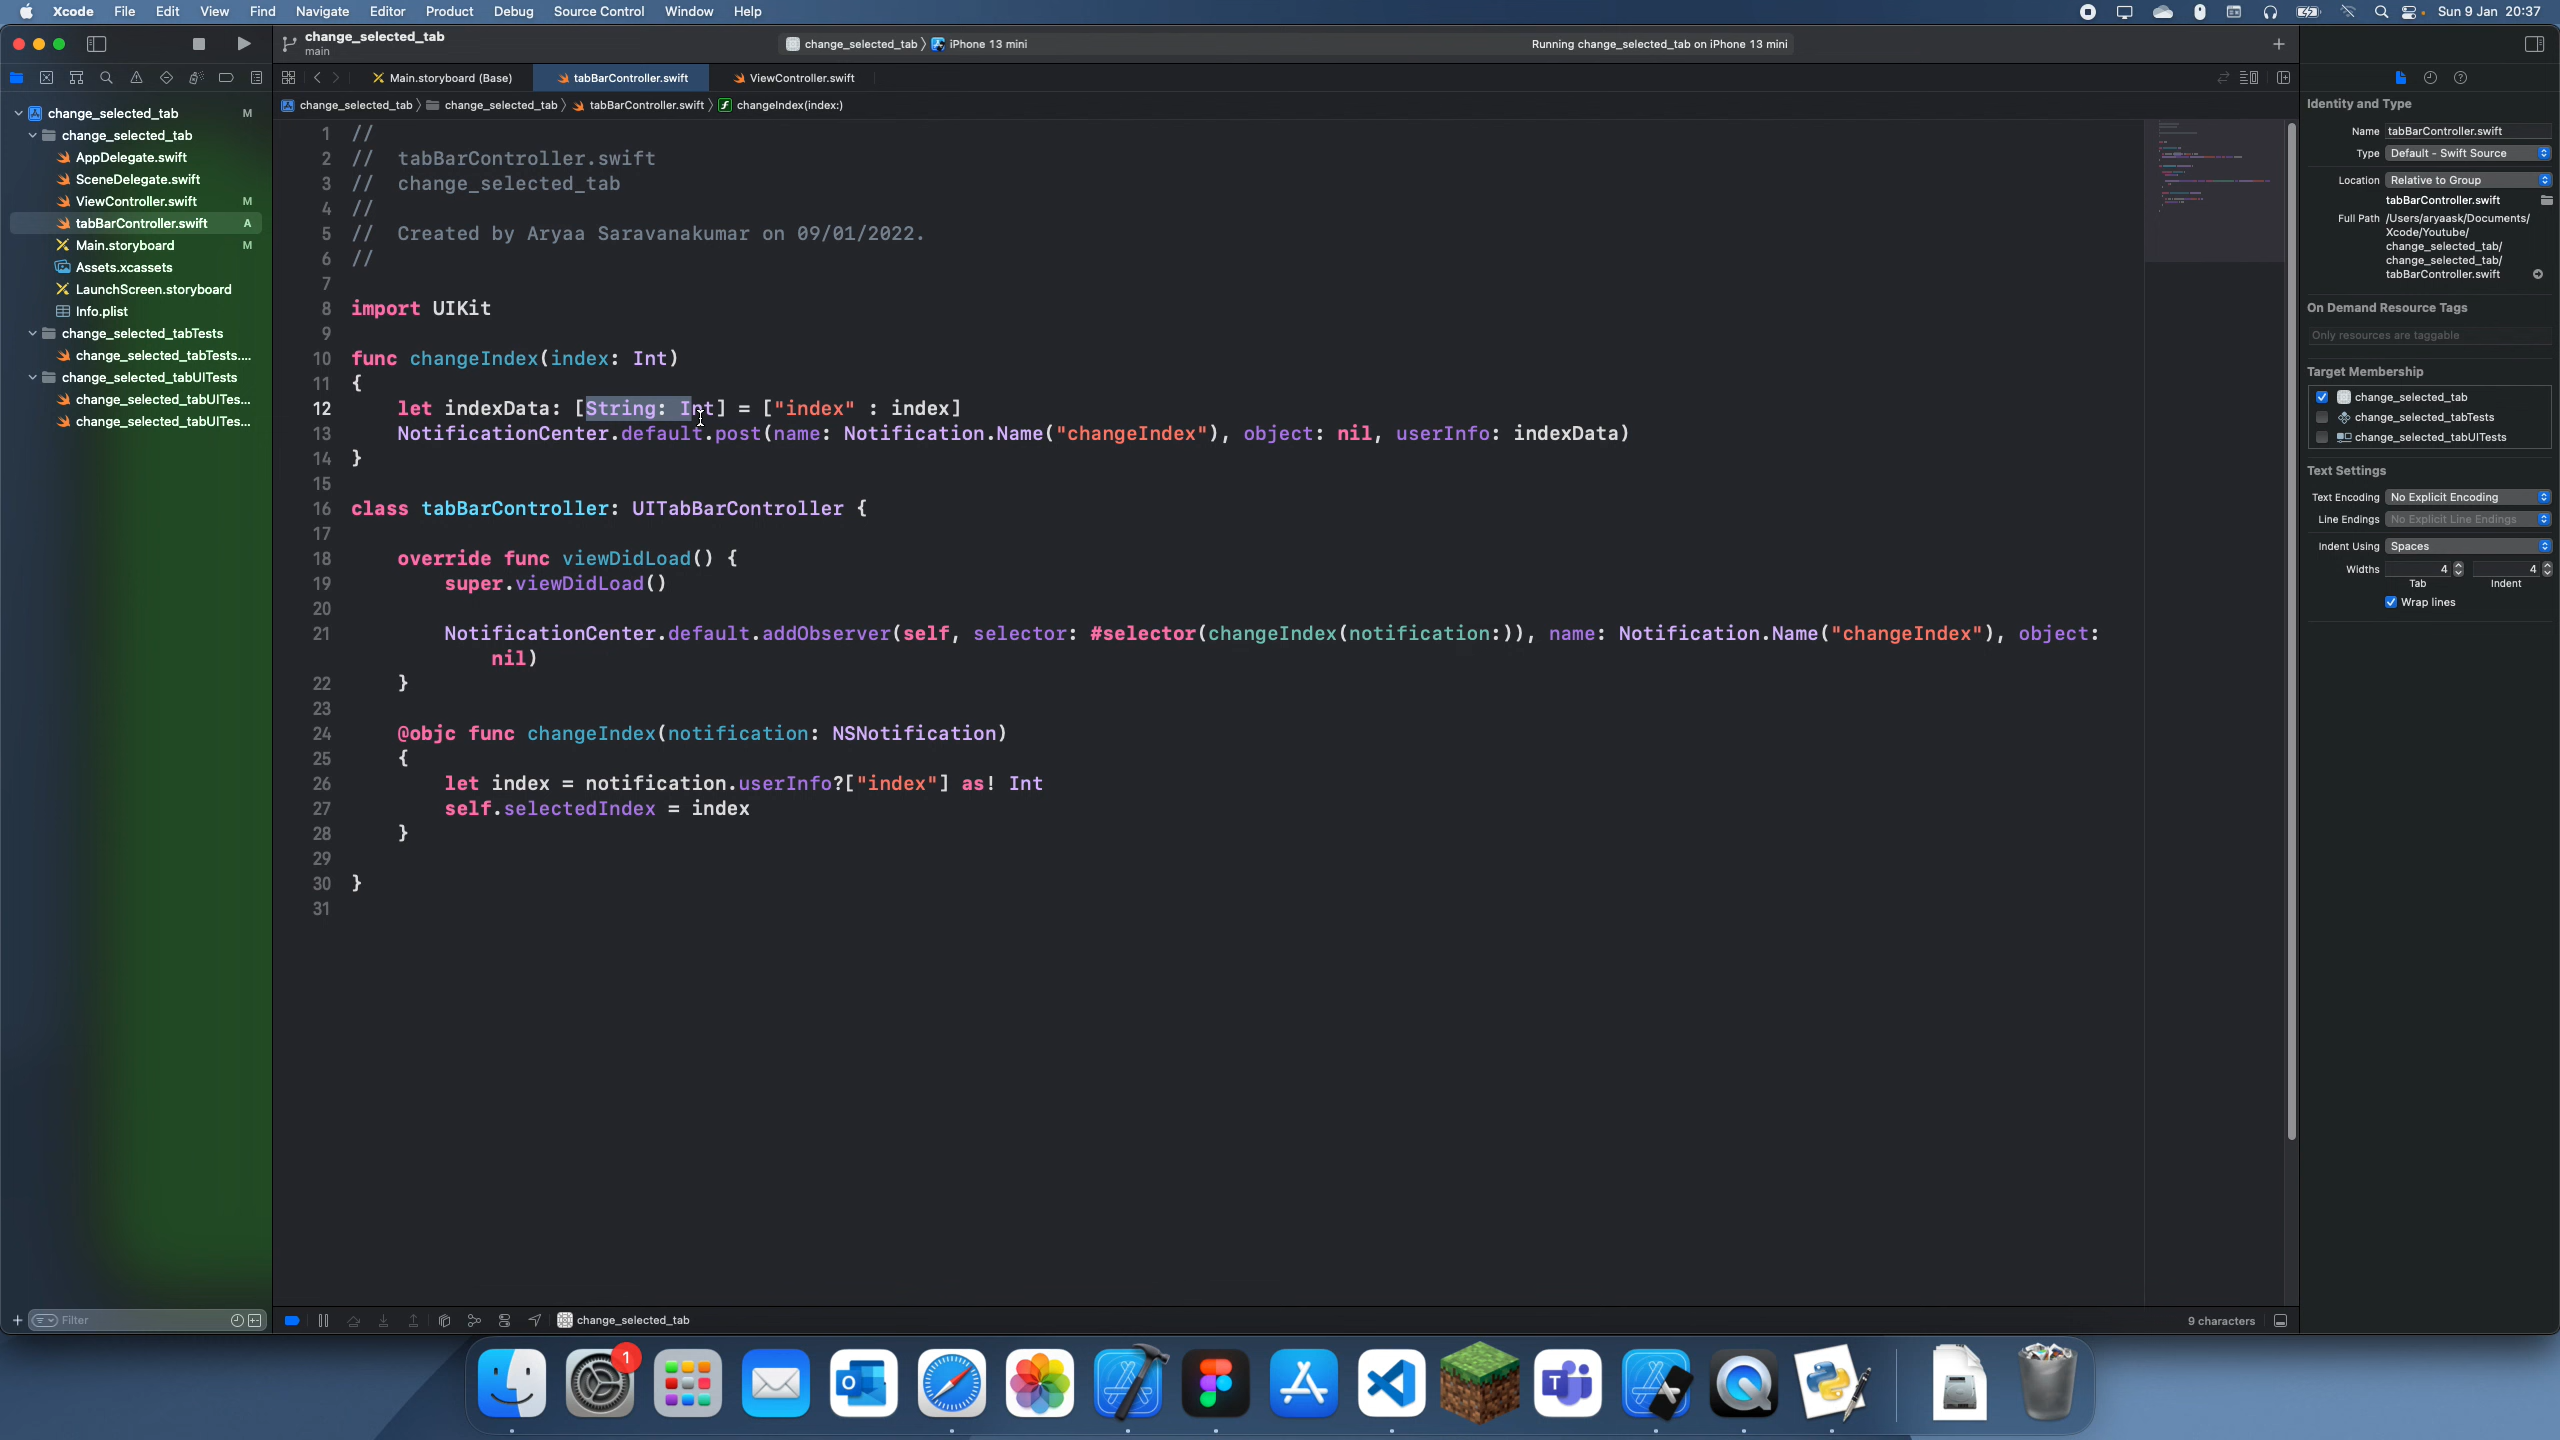 Xcode File Edit View Find Navigate Editor Product Debug Source Control Window Help Sun 9 Jan 20:37
change_selected_tab
main
change_selected_tab iPhone 13 mini
Running change_selected_tab on iPhone 13 mini
Main.storyboard (Base) tabBarController.swift ViewController.swift
change_selected_tab change_selected_tab tabBarController.swift changeIndex(index:)
change_selected_tab M
change_selected_tab
AppDelegate.swift
SceneDelegate.swift
ViewController.swift M
tabBarController.swift A
Main.storyboard M
Assets.xcassets
LaunchScreen.storyboard
Info.plist
change_selected_tabTests
change_selected_tabTests....
change_selected_tabUITests
change_selected_tabUITes...
change_selected_tabUITes...
Filter
1 //
2 // tabBarController.swift
3 // change_selected_tab
4 //
5 // Created by Aryaa Saravanakumar on 09/01/2022.
6 //
7
8 import UIKit
9
10 func changeIndex(index: Int)
11 {
12 let indexData: [String: Int] = ["index" : index]
13 NotificationCenter.default.post(name: Notification.Name("changeIndex"), object: nil, userInfo: indexData)
14 }
15
16 class tabBarController: UITabBarController {
17
18 override func viewDidLoad() {
19 super.viewDidLoad()
20
21 NotificationCenter.default.addObserver(self, selector: #selector(changeIndex(notification:)), name: Notification.Name("changeIndex"), object:
nil)
22 }
23
24 @objc func changeIndex(notification: NSNotification)
25 {
26 let index = notification.userInfo?["index"] as! Int
27 self.selectedIndex = index
28 }
29
30 }
31
change_selected_tab
9 characters
Identity and Type
Name tabBarController.swift
Type Default - Swift Source
Location Relative to Group
tabBarController.swift
Full Path /Users/aryaask/Documents/
Xcode/Youtube/
change_selected_tab/
change_selected_tab/
tabBarController.swift
On Demand Resource Tags
Only resources are taggable
Target Membership
change_selected_tab
change_selected_tabTests
change_selected_tabUITests
Text Settings
Text Encoding No Explicit Encoding
Line Endings No Explicit Line Endings
Indent Using Spaces
Widths 4 4
Tab Indent
Wrap lines
1